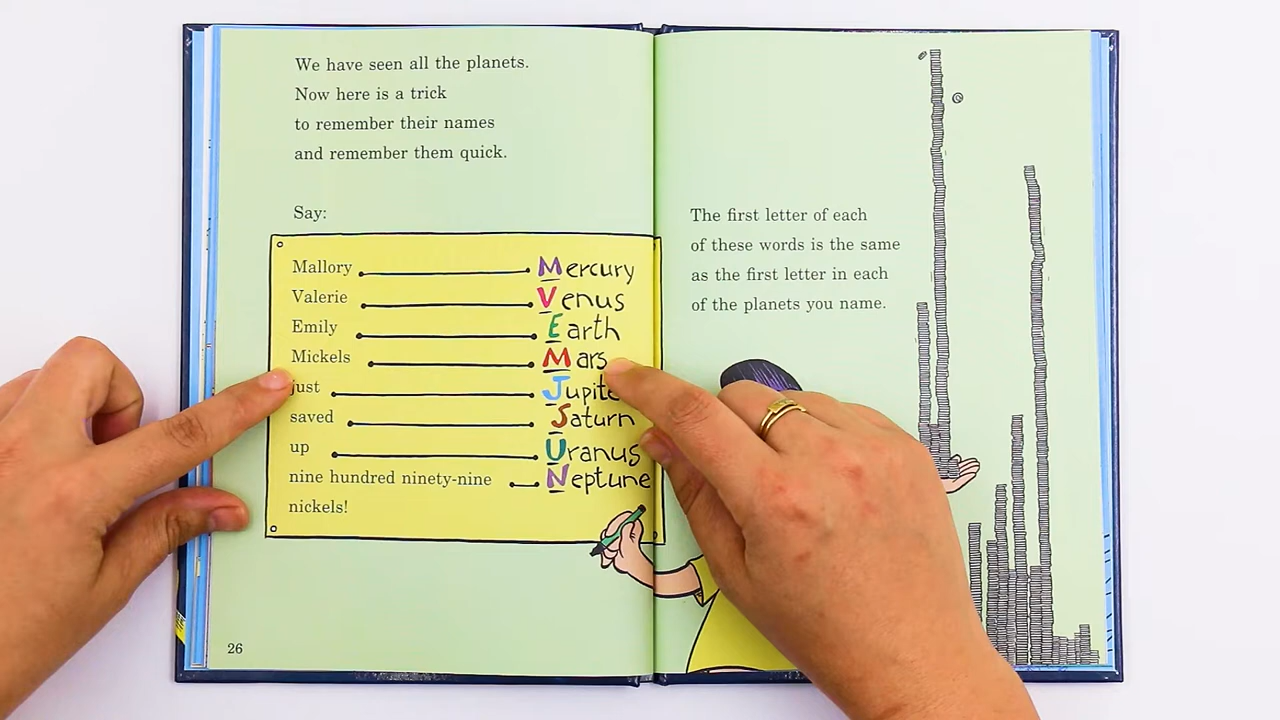 We have seen all the planets.
Now here is a trick
to remember their names
and remember them quick.
Say:
Mallory Mercury
Valerie Venus
Emily Earth
Mickels Mars
just
saved Saturn
up Uranus
nine hundred ninety-nine Neptune
nickels!
26
The first letter of each
of these words is the same
as the first letter in each
of the planets you name.